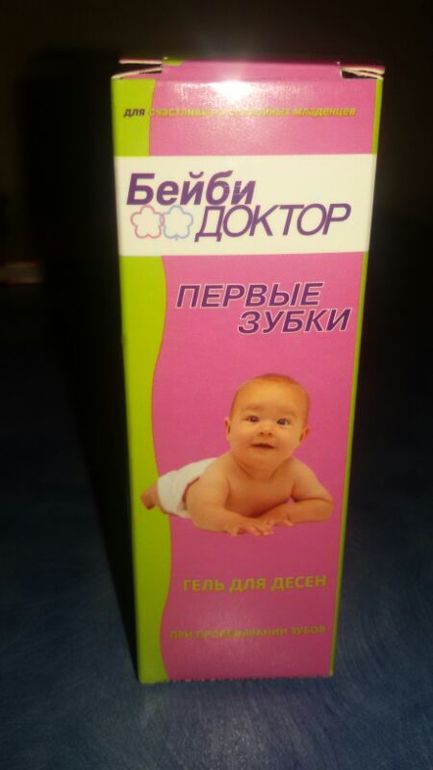 для счастливых и спокойных младенцев
Бейби
ДОКТОР
ПЕРВЫЕ
ЗУБКИ
ГЕЛЬ ДЛЯ ДЕСЕН
ПРИ ПРОРЕЗЫВАНИИ ЗУБОВ